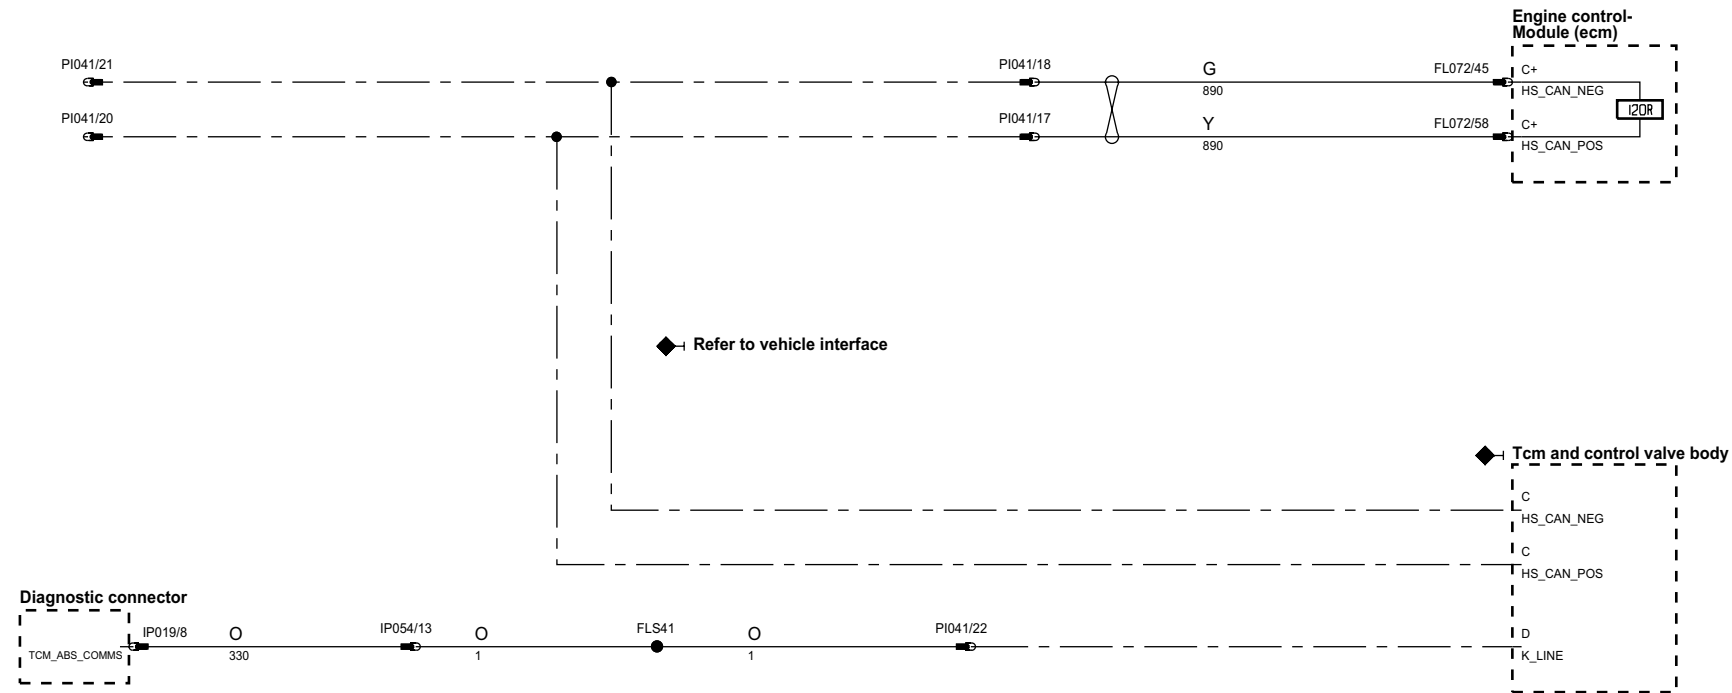 Engine control-
Module (ecm)
PI041/21
PI041/18
G
890
FL072/45
C+
HS_CAN_NEG
120R
PI041/20
PI041/17
Y
890
FL072/58
C+
HS_CAN_POS
Refer to vehicle interface
Tcm and control valve body
C
HS_CAN_NEG
C
HS_CAN_POS
Diagnostic connector
TCM_ABS_COMMS
IP019/8
O
330
IP054/13
O
1
FLS41
O
1
PI041/22
D
K_LINE